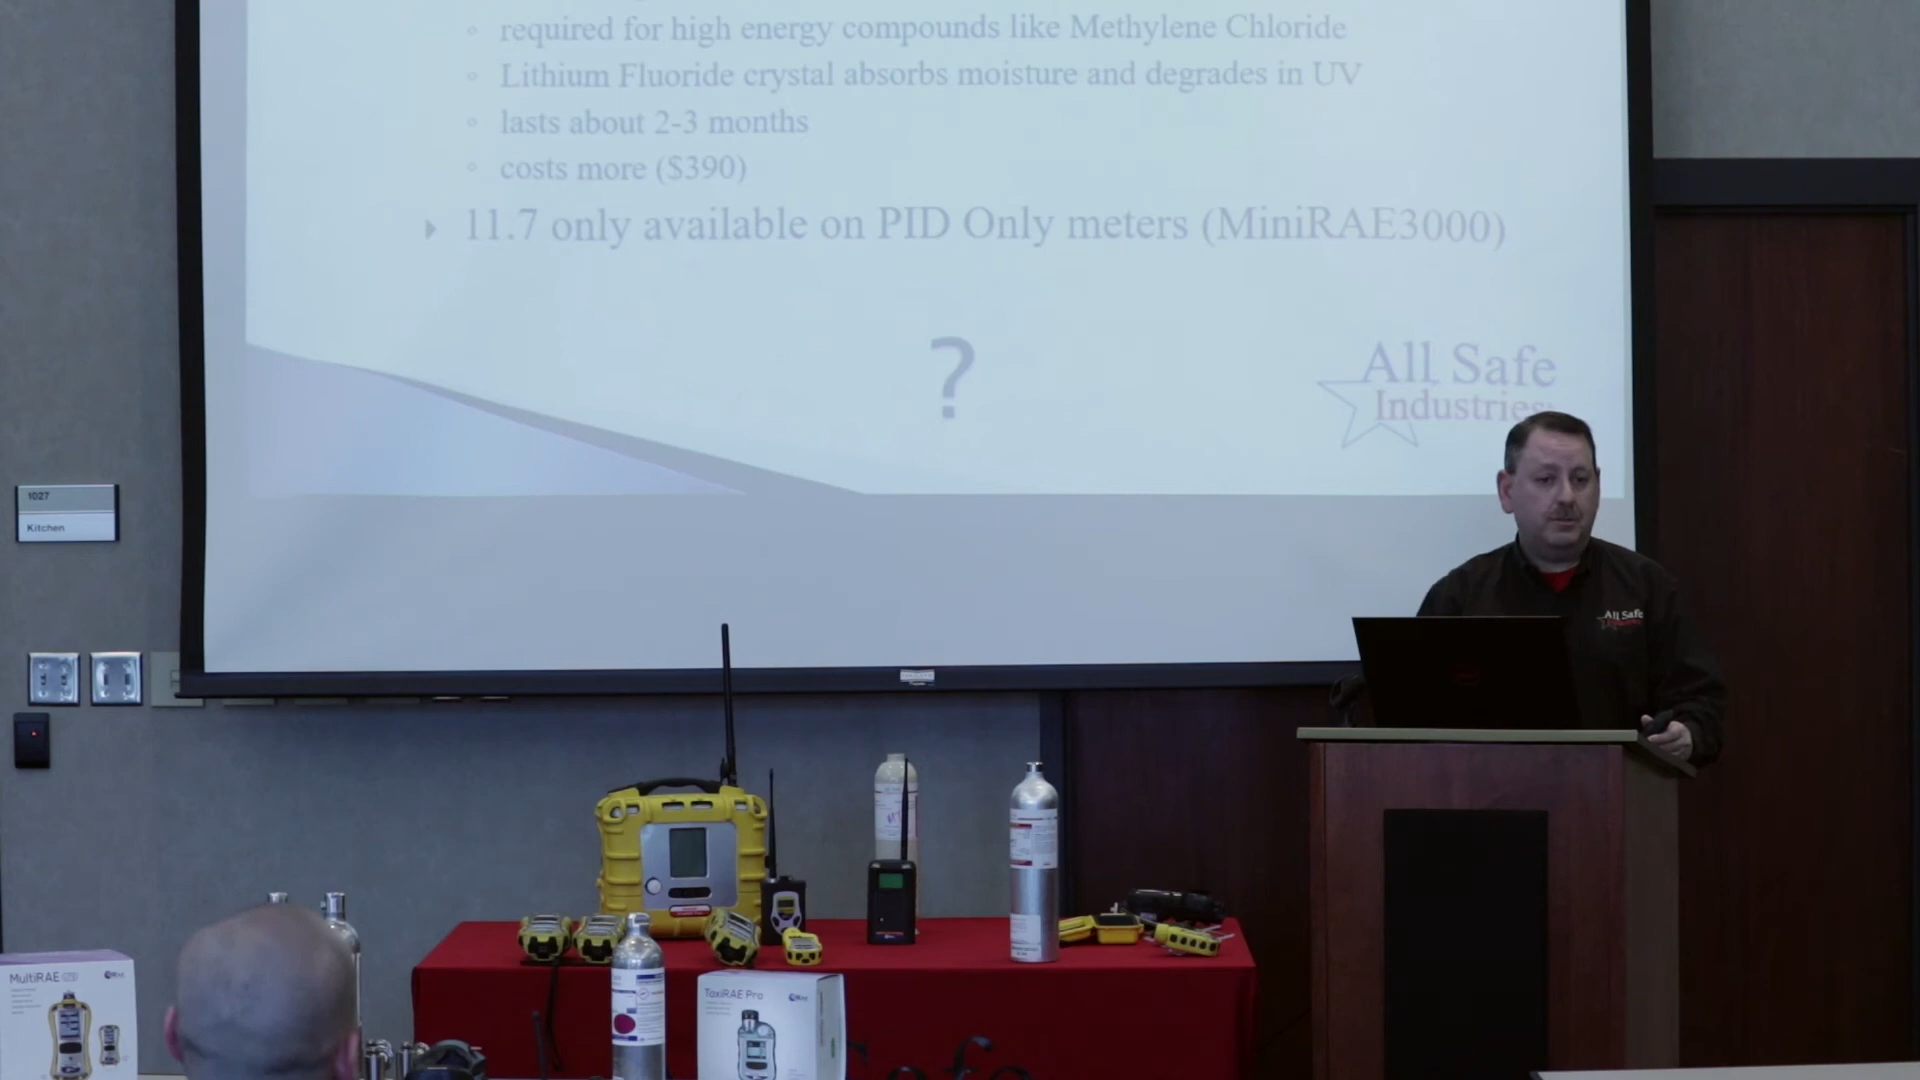 required for high energy compounds like Methylene Chloride
Lithium Fluoride crystal absorbs moisture and degrades in UV
lasts about 2-3 months
costs more ($390)
11.7 only available on PID Only meters (MiniRAE3000)
?
All Safe
Industries
1027
Kitchen
All Safe
MultiRAE
ToxiRAE Pro